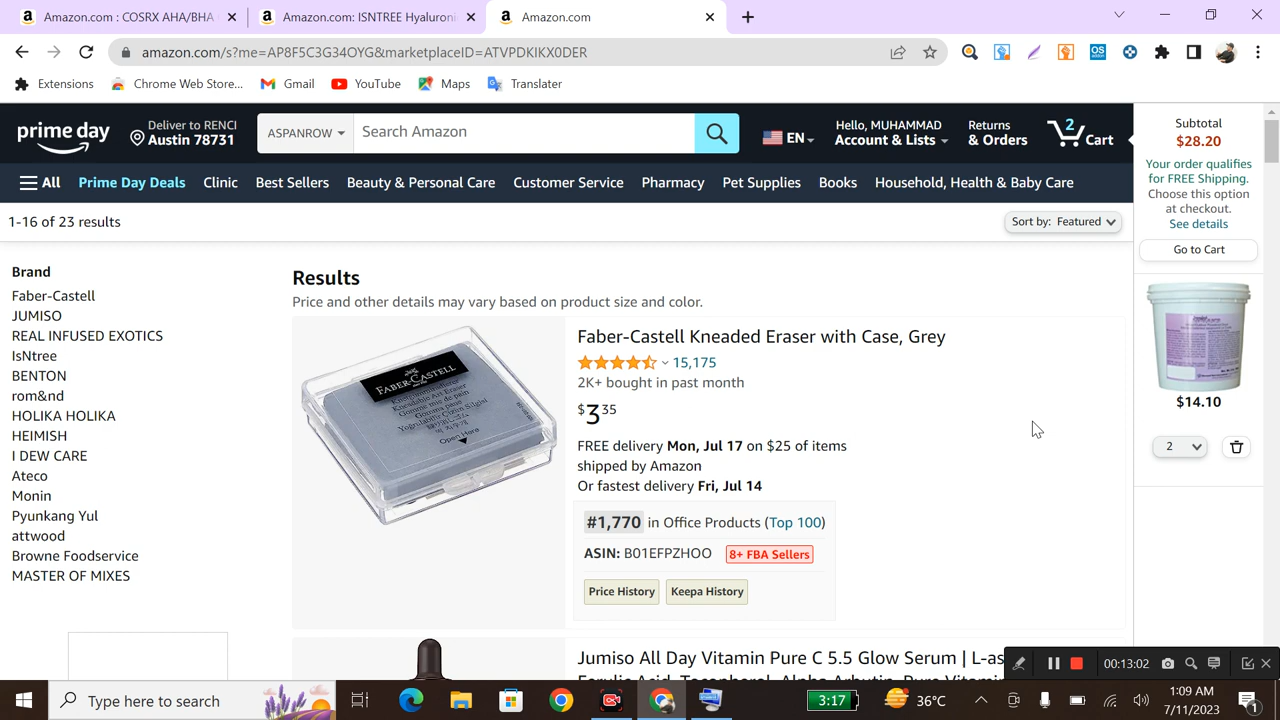 Amazon.com : COSRX AHA/BHA
Amazon.com: ISNTREE Hyaluronic
Amazon.com
amazon.com/s?me=AP8F5C3G34OYG&marketplaceID=ATVPDKIKX0DER
Extensions
Chrome Web Store...
Gmail
YouTube
Maps
Translater
prime day
Deliver to RENCI
Austin 78731
ASPANROW
Search Amazon
EN
Hello, MUHAMMAD
Account & Lists
Returns
& Orders
2
Cart
All
Prime Day Deals
Clinic
Best Sellers
Beauty & Personal Care
Customer Service
Pharmacy
Pet Supplies
Books
Household, Health & Baby Care
Subtotal
$28.20
Your order qualifies
for FREE Shipping.
Choose this option
at checkout.
See details
Go to Cart
$14.10
2
1-16 of 23 results
Sort by: Featured
Brand
Faber-Castell
JUMISO
REAL INFUSED EXOTICS
IsNtree
BENTON
rom&nd
HOLIKA HOLIKA
HEIMISH
I DEW CARE
Ateco
Monin
Pyunkang Yul
attwood
Browne Foodservice
MASTER OF MIXES
Results
Price and other details may vary based on product size and color.
FABER-CASTELL
Faber-Castell Kneaded Eraser with Case, Grey
15,175
2K+ bought in past month
$3 35
FREE delivery Mon, Jul 17 on $25 of items
shipped by Amazon
Or fastest delivery Fri, Jul 14
#1,770 in Office Products (Top 100)
ASIN: B01EFPZHOO 8+ FBA Sellers
Price History
Keepa History
Jumiso All Day Vitamin Pure C 5.5 Glow Serum | L-as
Ferulic Acid, Tocopherol, Alpha Arbutin, Pure Vitamin
00:13:02
Type here to search
3:17
36°C
1:09 AM
7/11/2023
1